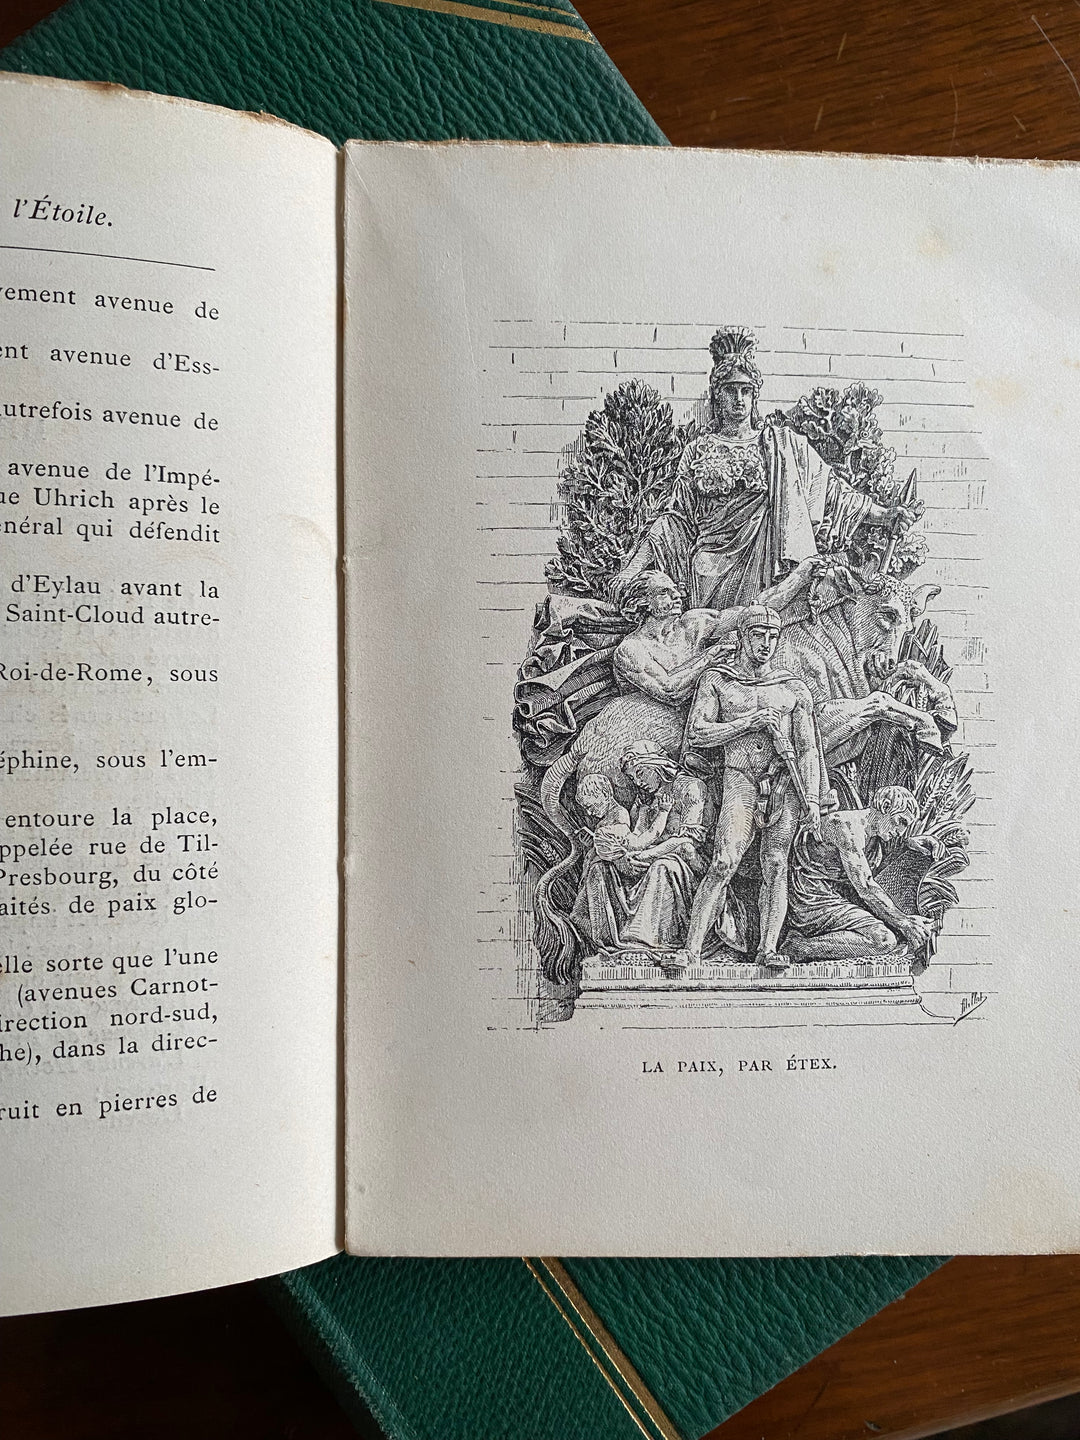 l'Étoile.
vement avenue de
ent avenue d'Ess-
autrefois avenue de
avenue de l'Impé-
ue Uhrich après le
énéral qui défendit
d'Eylau avant la
Saint-Cloud autre-
Roi-de-Rome, sous
éphine, sous l'em-
entoure la place,
ppelée rue de Til-
Presbourg, du côté
aités de paix glo-
elle sorte que l'une
(avenues Carnot-
irection nord-sud,
he), dans la direc-
ruit en pierres de
LA PAIX, PAR ÉTEX.